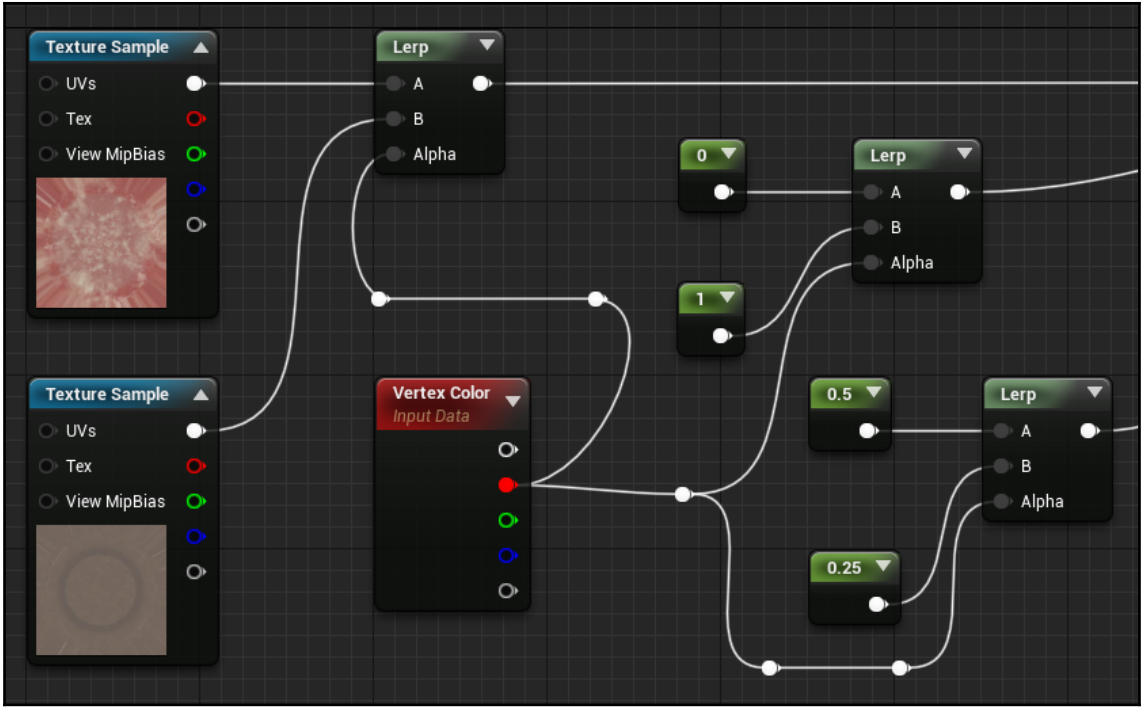 Texture Sample
UVs
Tex
View MipBias
Lerp
A
B
Alpha
0
1
Lerp
A
B
Alpha
Texture Sample
UVs
Tex
View MipBias
Vertex Color
Input Data
0.5
0.25
Lerp
A
B
Alpha